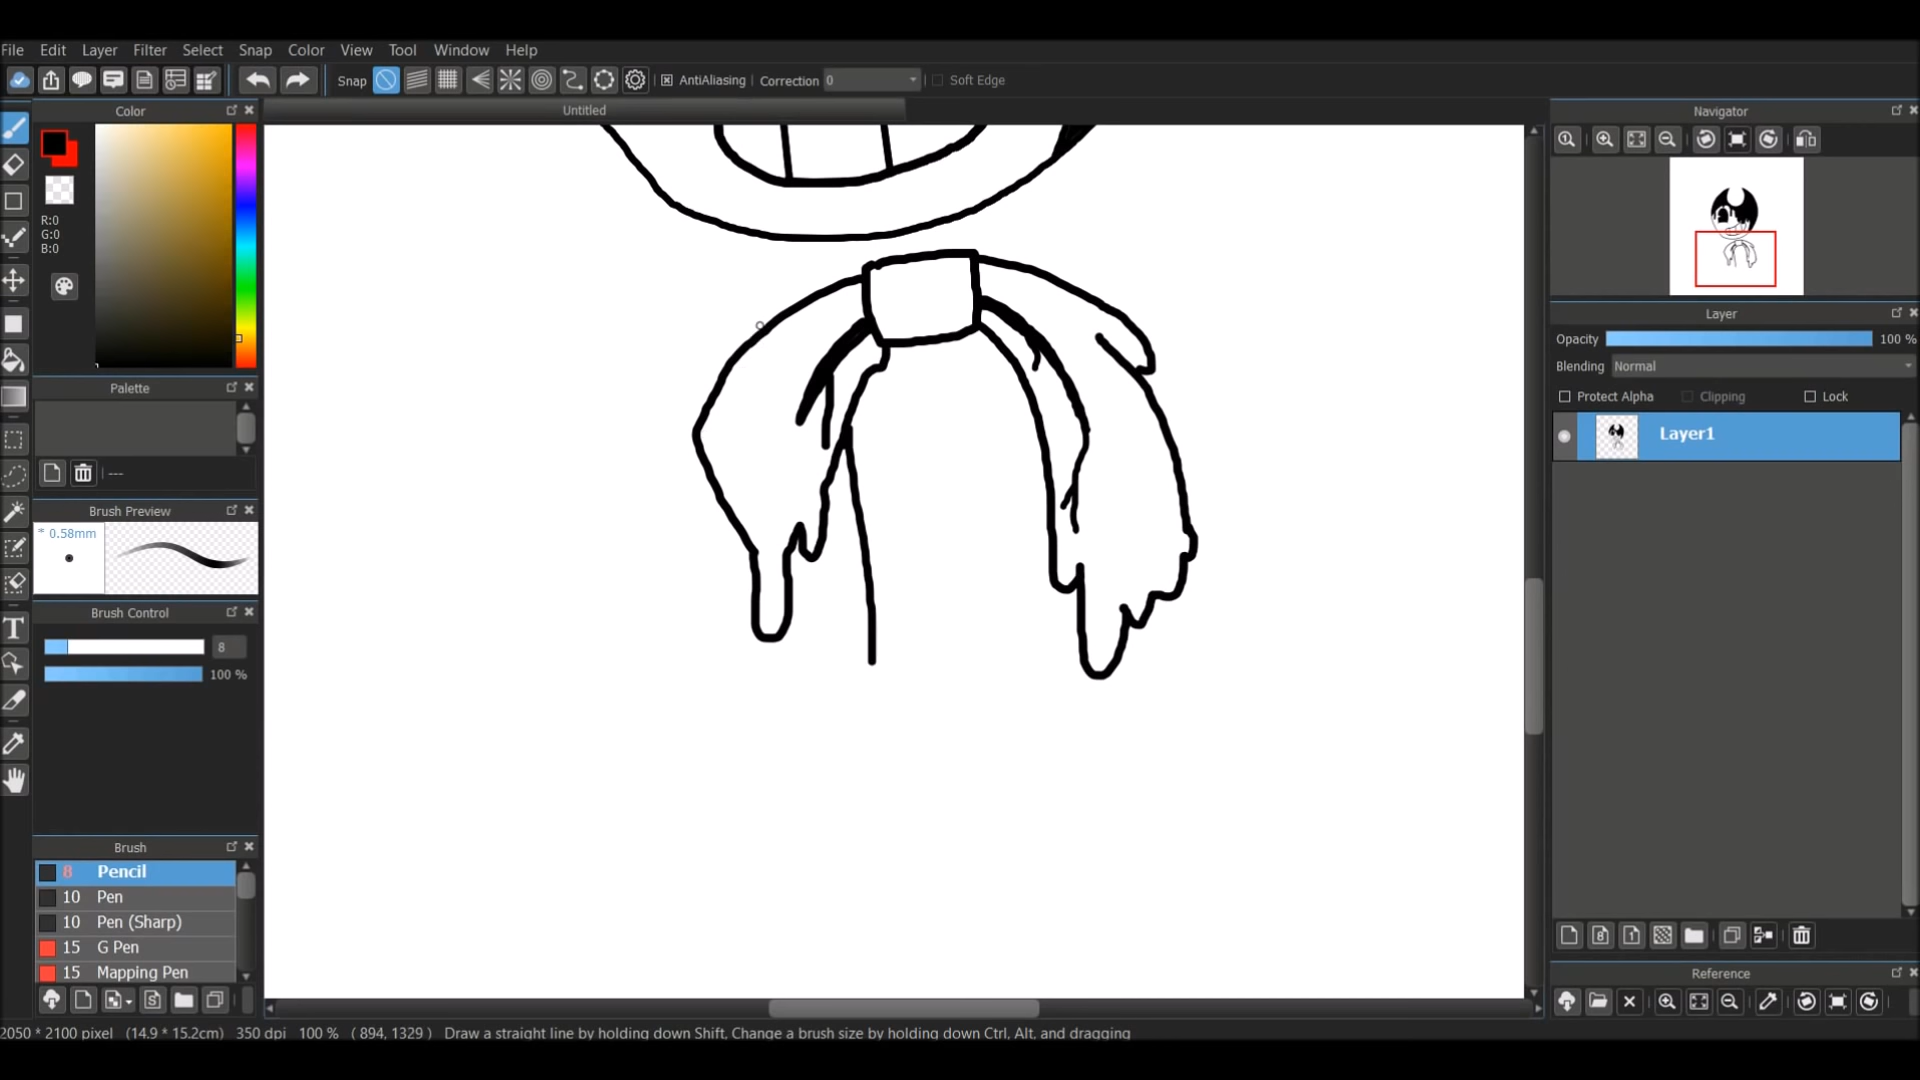 File Edit Layer Filter Select Snap Color View Tool Window Help
Snap AntiAliasing Correction 0 Soft Edge
Color
Untitled
Navigator
R:0
G:0
B:0
Layer
Opacity 100 %
Blending Normal
Protect Alpha Clipping Lock
Layer1
Palette
---
Brush Preview
* 0.58mm
Brush Control
8
100 %
Brush
8 Pencil
10 Pen
10 Pen (Sharp)
15 G Pen
15 Mapping Pen
Reference
2050 * 2100 pixel (14.9 * 15.2cm) 350 dpi 100 % ( 894, 1329 ) Draw a straight line by holding down Shift, Change a brush size by holding down Ctrl, Alt, and dragging